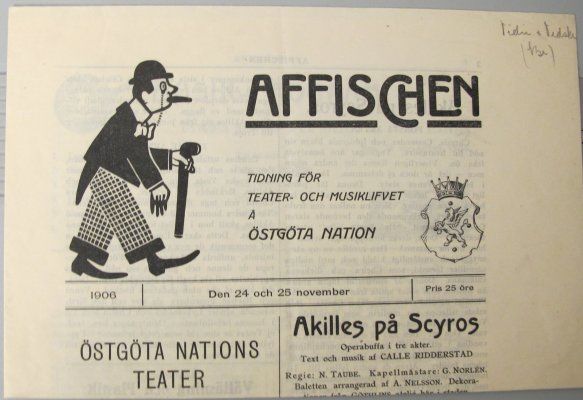 AFFISCHEN
TIDNING FÖR
TEATER- OCH MUSIKLIFVET
Å
ÖSTGÖTA NATION
1906
Den 24 och 25 november
Pris 25 öre
ÖSTGÖTA NATIONS
TEATER
Akilles på Scyros
Operabuffa i tre akter.
Text och musik af CALLE RIDDERSTAD
Regie: N. TAUBE. Kapellmästare: G. NORLÉN.
Baletten arrangerad af A. NELSSON. Dekora-